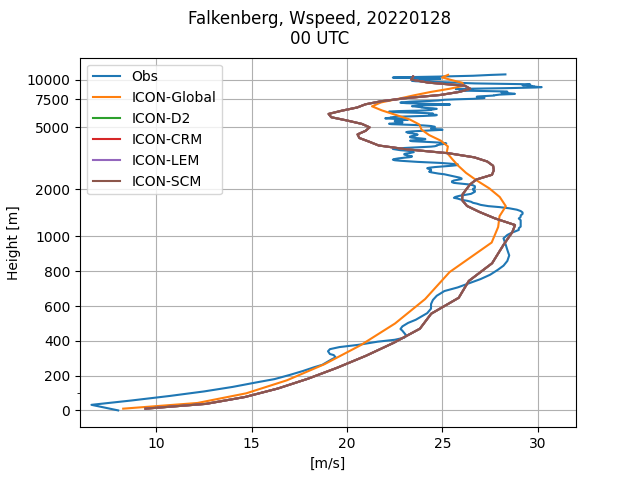 Falkenberg, Wspeed, 20220128
00 UTC
Obs
ICON-Global
ICON-D2
ICON-CRM
ICON-LEM
ICON-SCM
10000
7500
5000
2000
1000
800
600
400
200
0
Height [m]
10 15 20 25 30
[m/s]